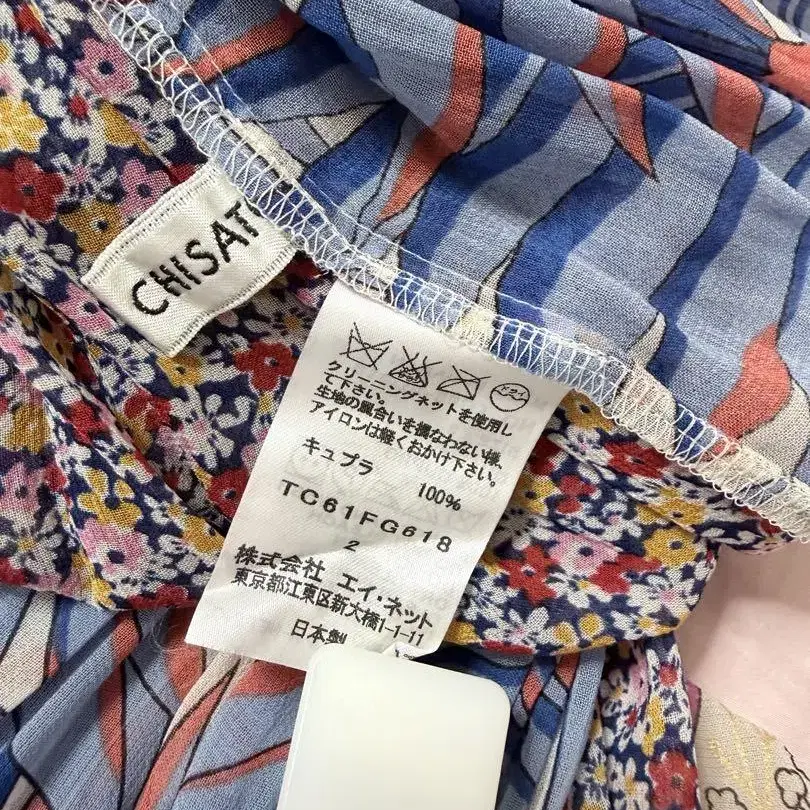 CHISAT
ドライ
クリーニングネットを使用し
て下さい。
生地の風合いを損なわない様、
アイロンは軽くおかけ下さい。
キュプラ 100%
TC61FG618
2
株式会社 エイ・ネット
東京都江東区新大橋1-1-11
日本製